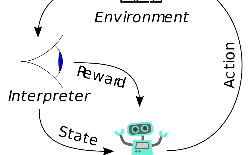 Environment
Reward
Action
Interpreter
State